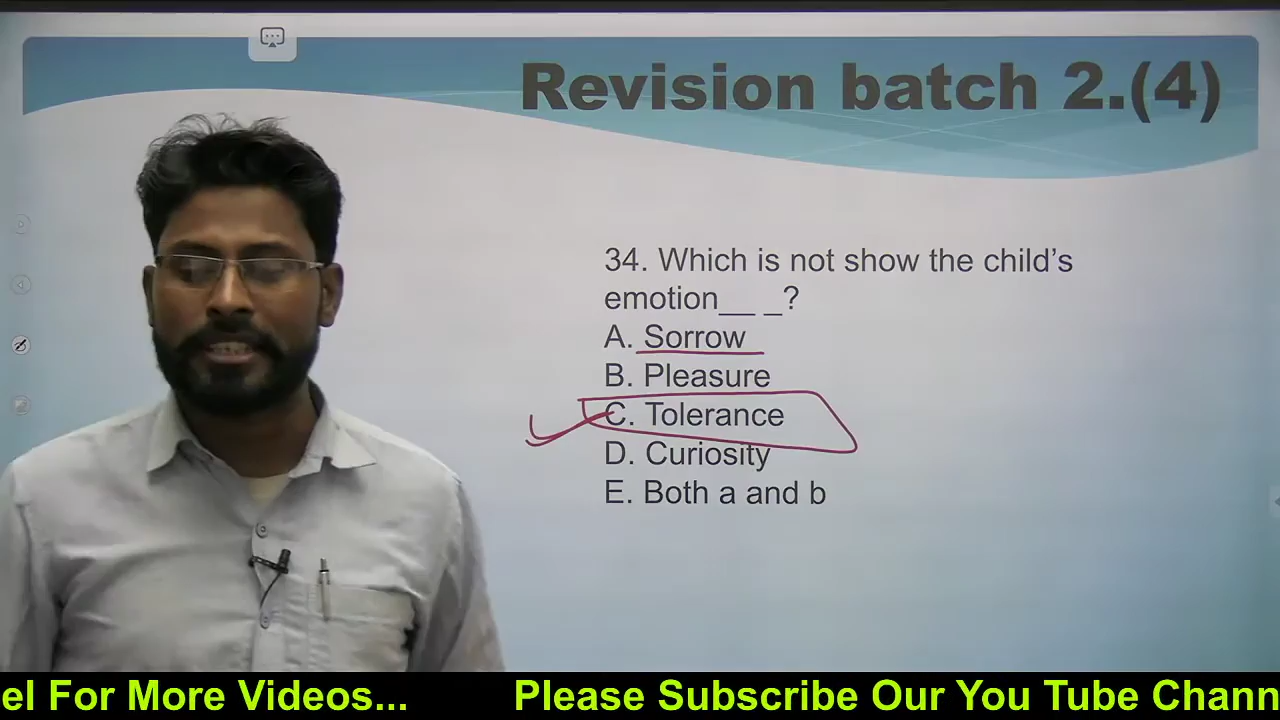 Revision batch 2.(4)
34. Which is not show the child’s
emotion__ _?
A. Sorrow
B. Pleasure
C. Tolerance
D. Curiosity
E. Both a and b
el For More Videos... Please Subscribe Our You Tube Chann